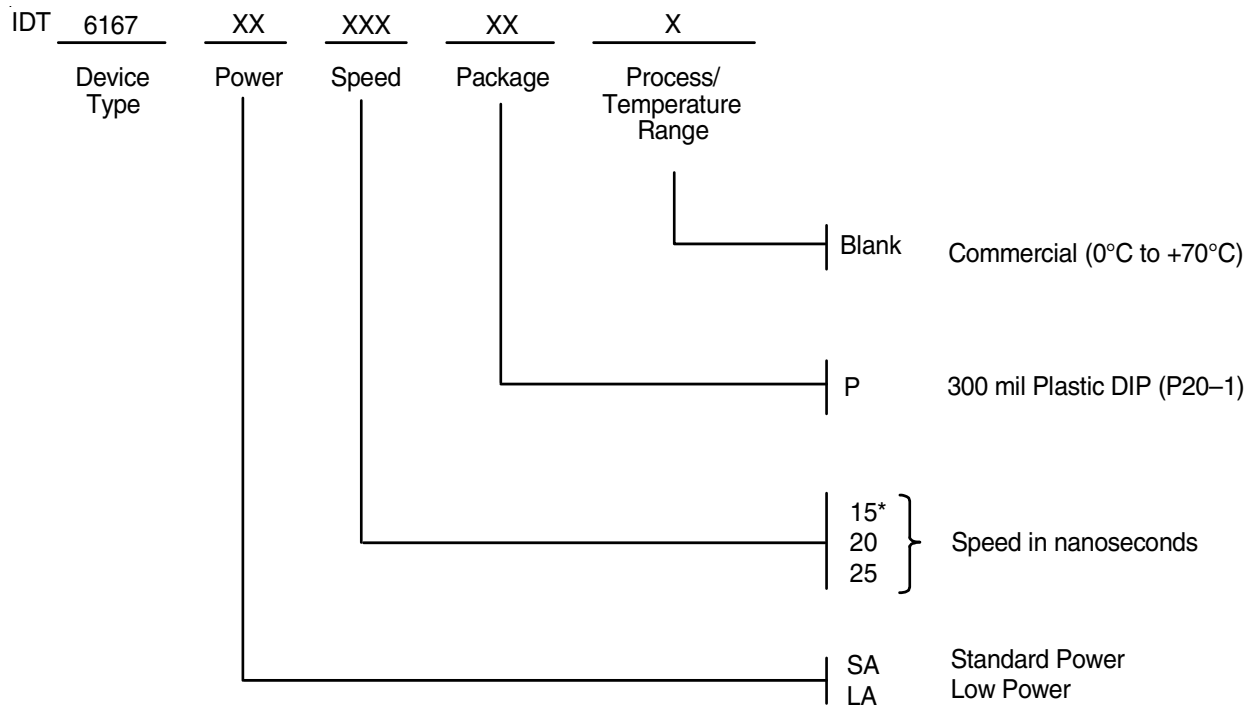 IDT 6167 XX XXX XX X
Device Type Power Speed Package Process/ Temperature Range
Blank Commercial (0°C to +70°C)
P 300 mil Plastic DIP (P20–1)
15*
20 Speed in nanoseconds
25
SA Standard Power
LA Low Power